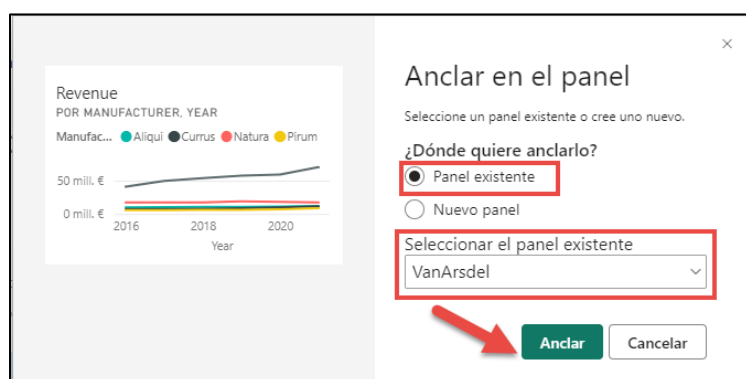 Revenue
POR MANUFACTURER, YEAR
Manufac... Aliqui Currus Natura Pirum
50 mill. €
0 mill. €
2016 2018 2020
Year
Anclar en el panel
Seleccione un panel existente o cree uno nuevo.
¿Dónde quiere anclarlo?
Panel existente
Nuevo panel
Seleccionar el panel existente
VanArsdel
Anclar Cancelar